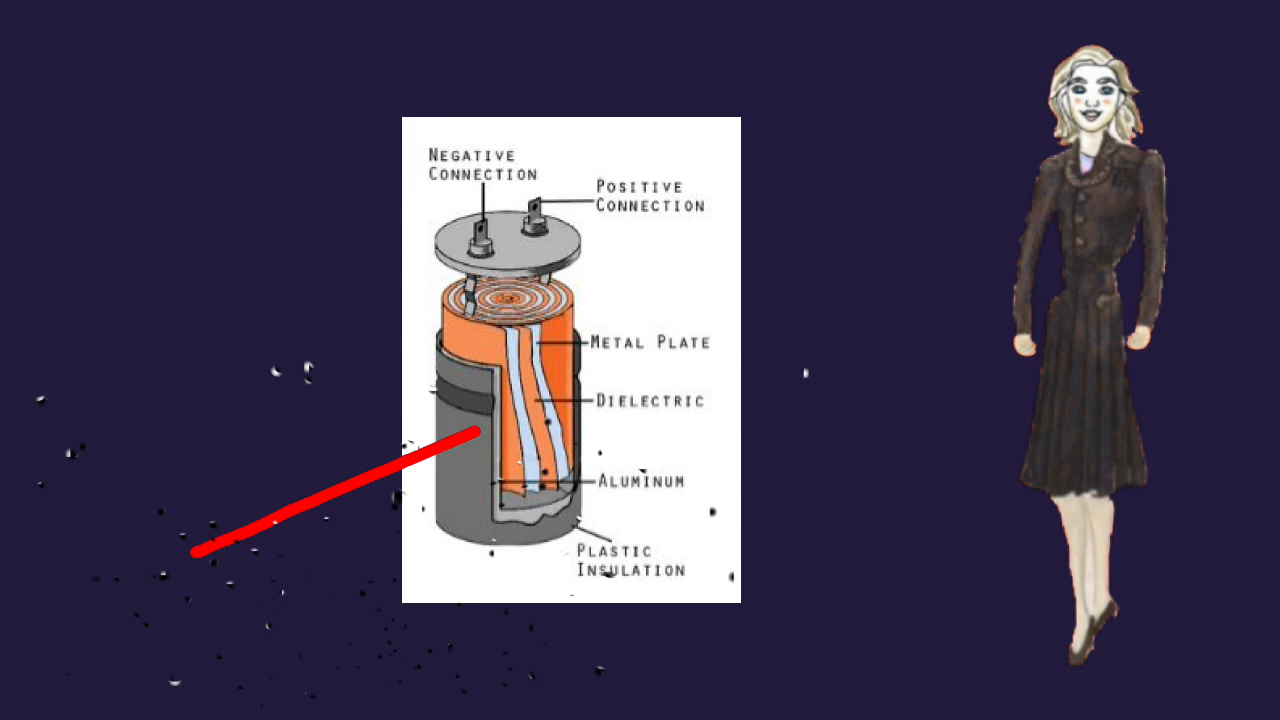 NEGATIVE
CONNECTION
POSITIVE
CONNECTION
METAL PLATE
DIELECTRIC
ALUMINUM
PLASTIC
INSULATION